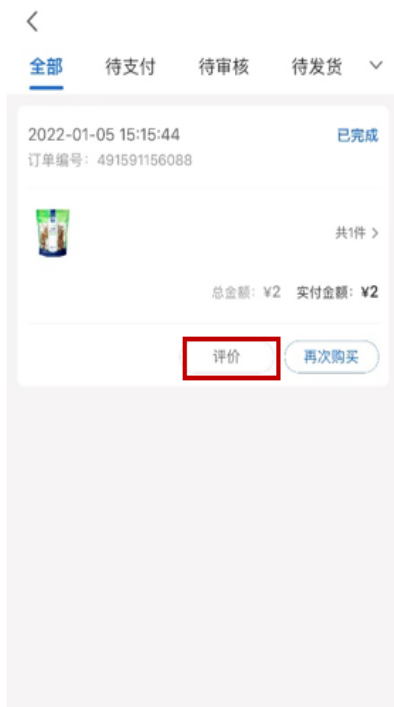 全部 待支付 待审核 待发货
2022-01-05 15:15:44 已完成
订单编号: 491591156088
共1件
总金额: ¥2 实付金额: ¥2
评价 再次购买